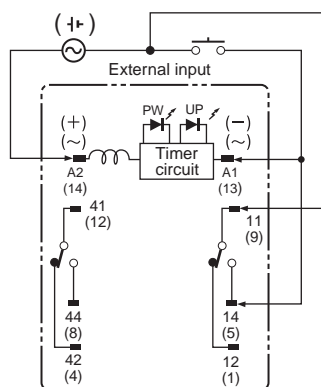 External input
(+)
(∼)
PW
UP
(−)
(∼)
Timer
circuit
A2
(14)
A1
(13)
41
(12)
11
(9)
44
(8)
42
(4)
14
(5)
12
(1)